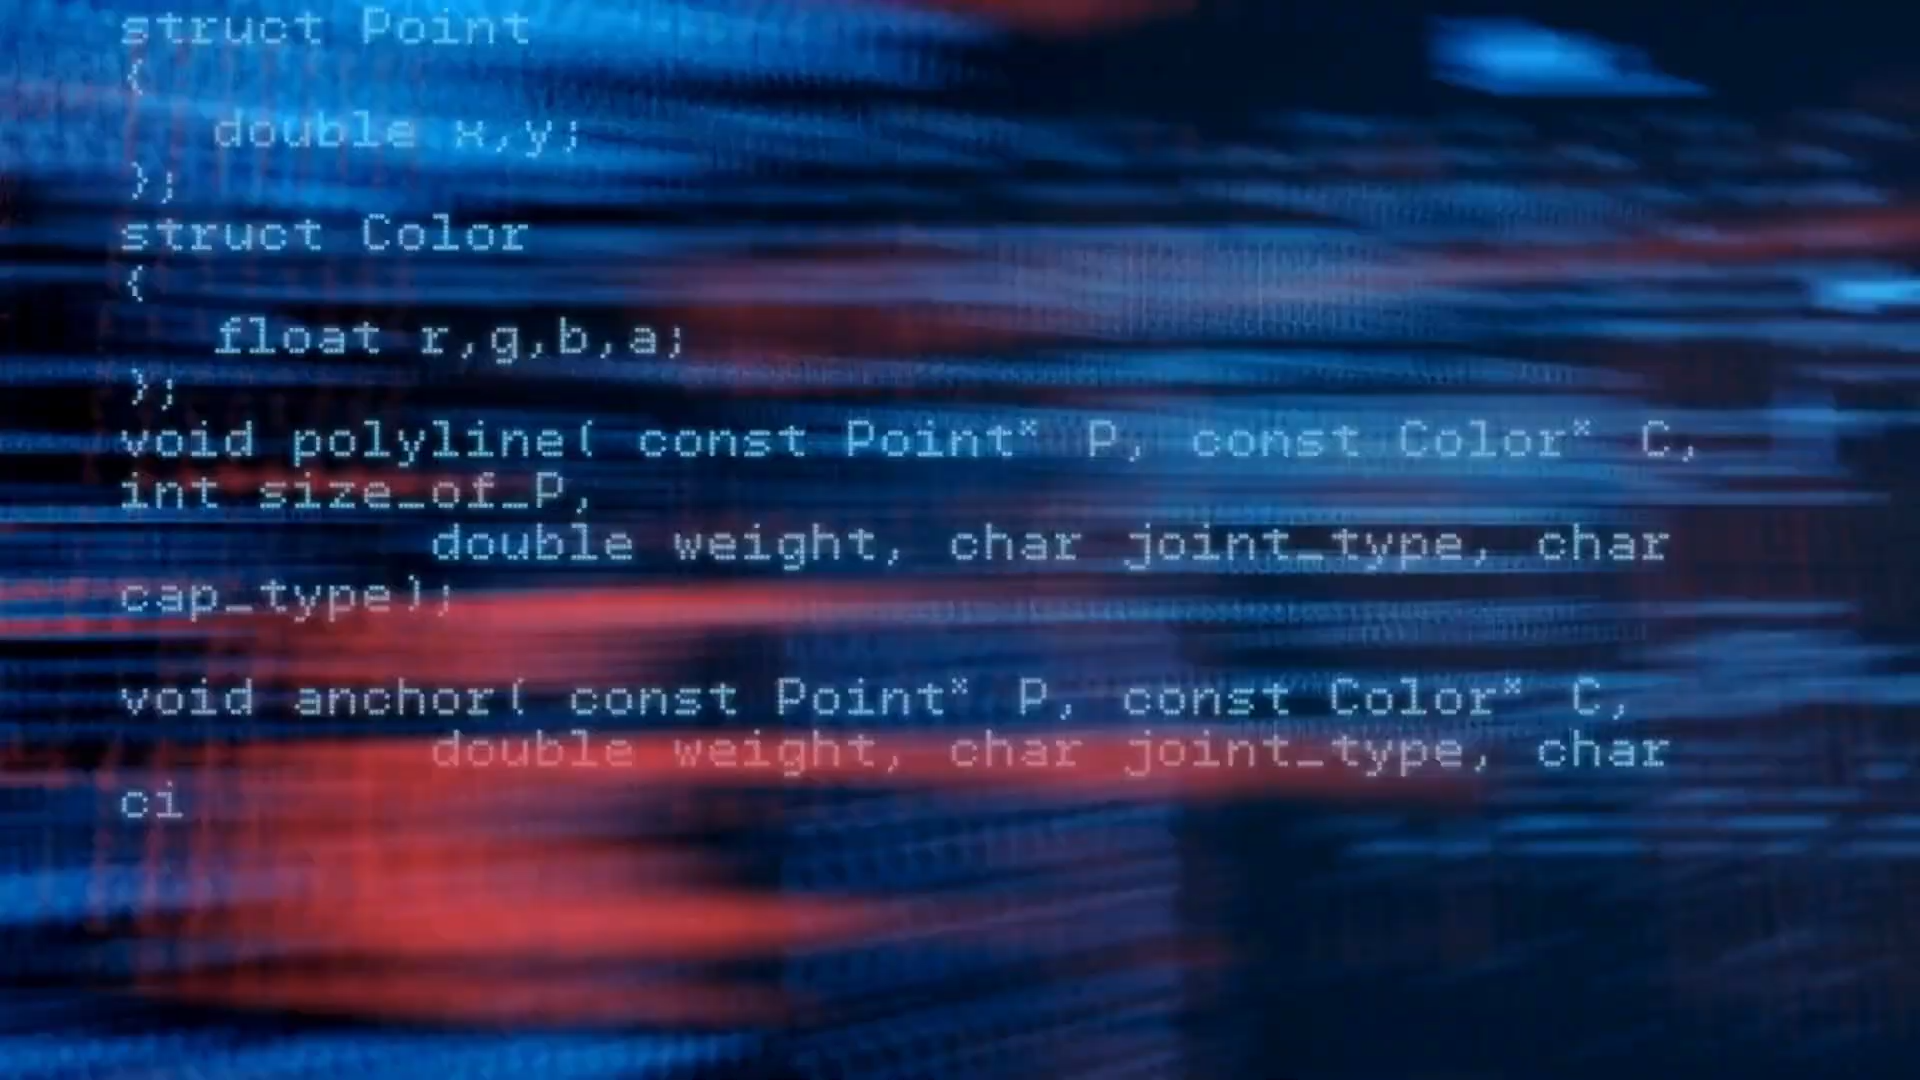 struct Point
{
double x,y;
};
struct Color
{
float r,g,b,a;
};
void polyline( const Point* P, const Color* C,
int size_of_P,
double weight, char joint_type, char
cap_type);
void anchor( const Point* P, const Color* C,
double weight, char joint_type, char
ci